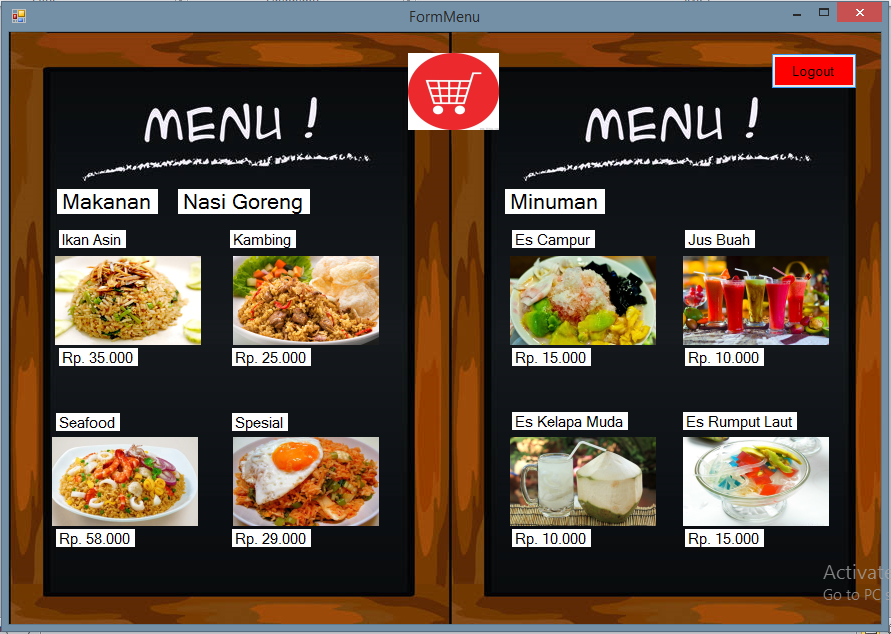 FormMenu
Logout
MENU !
MENU !
Makanan Nasi Goreng
Minuman
Ikan Asin Kambing
Es Campur Jus Buah
Rp. 35.000 Rp. 25.000
Rp. 15.000 Rp. 10.000
Seafood Spesial
Es Kelapa Muda Es Rumput Laut
Rp. 58.000 Rp. 29.000
Rp. 10.000 Rp. 15.000
Activate
Go to PC s